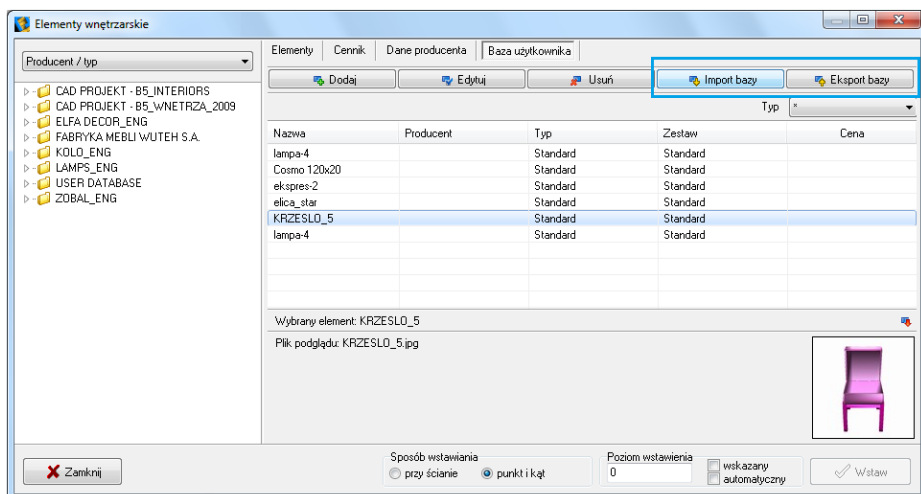 Elementy wnętrzarskie
Producent / typ
CAD PROJEKT - B5_INTERIORS
CAD PROJEKT - B5_WNETRZA_2009
ELFA DECOR_ENG
FABRYKA MEBLI WUTEH S.A.
KOLO_ENG
LAMPS_ENG
USER DATABASE
ZOBAL_ENG
Elementy Cennik Dane producenta Baza użytkownika
Dodaj Edytuj Usuń Import bazy Eksport bazy
Typ *
Nazwa Producent Typ Zestaw Cena
lampa-4 Standard Standard
Cosmo 120x20 Standard Standard
ekspres-2 Standard Standard
elica_star Standard Standard
KRZESLO_5 Standard Standard
lampa-4 Standard Standard
Wybrany element: KRZESLO_5
Plik podglądu: KRZESLO_5.jpg
Zamknij
Sposób wstawiania
przy ścianie punkt i kąt
Poziom wstawienia
0
wskazany
automatyczny
Wstaw